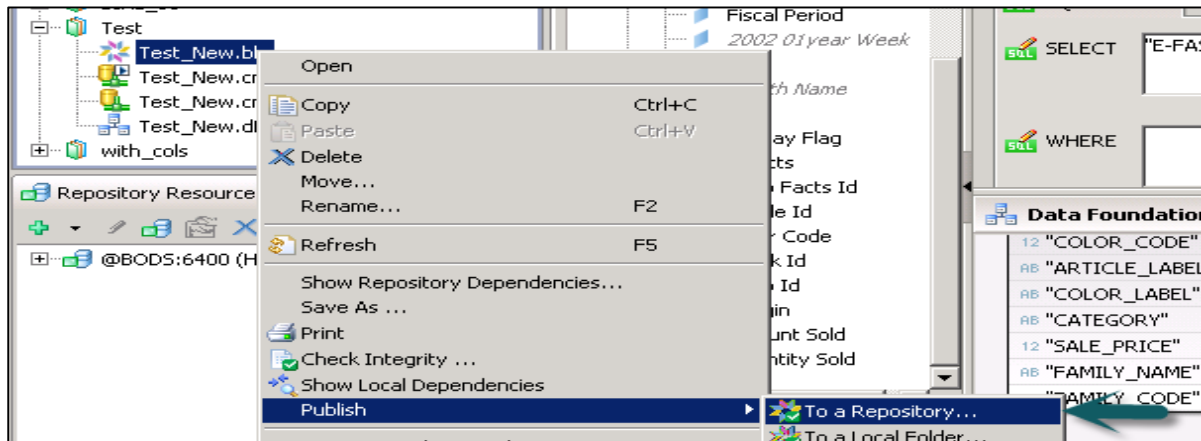 Test
Test_New.bl
Test_New.cr
Test_New.cr
Test_New.d
with_cols
Repository Resource
@BODS:6400 (H
Open
Copy Ctrl+C
Paste Ctrl+V
Delete
Move...
Rename... F2
Refresh F5
Show Repository Dependencies...
Save As ...
Print
Check Integrity ...
Show Local Dependencies
Publish
To a Repository...
To a Local Folder...
Fiscal Period
2002 01year Week
th Name
ay Flag
ts
Facts Id
le Id
r Code
k Id
Id
in
unt Sold
ntity Sold
SELECT
"E-FAS
WHERE
Data Foundation
12 "COLOR_CODE"
AB "ARTICLE_LABEL
AB "COLOR_LABEL"
AB "CATEGORY"
12 "SALE_PRICE"
AB "FAMILY_NAME"
"FAMILY_CODE"